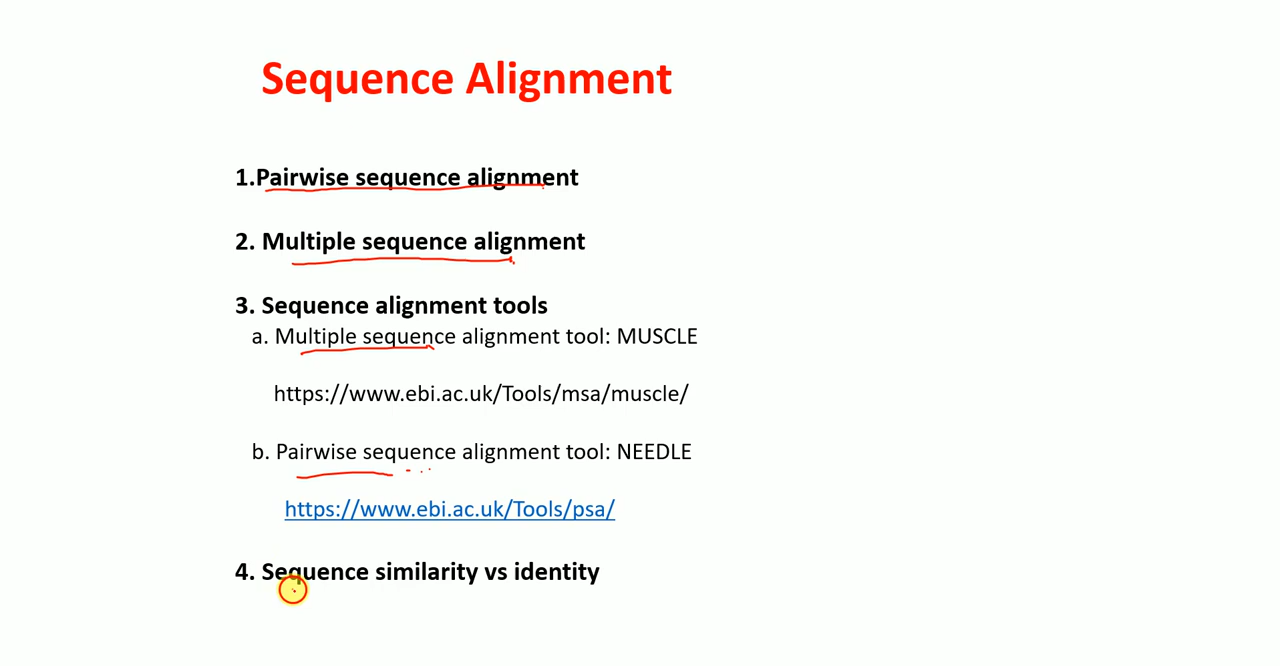 Sequence Alignment
1.Pairwise sequence alignment
2. Multiple sequence alignment
3. Sequence alignment tools
a. Multiple sequence alignment tool: MUSCLE
https://www.ebi.ac.uk/Tools/msa/muscle/
b. Pairwise sequence alignment tool: NEEDLE
https://www.ebi.ac.uk/Tools/psa/
4. Sequence similarity vs identity